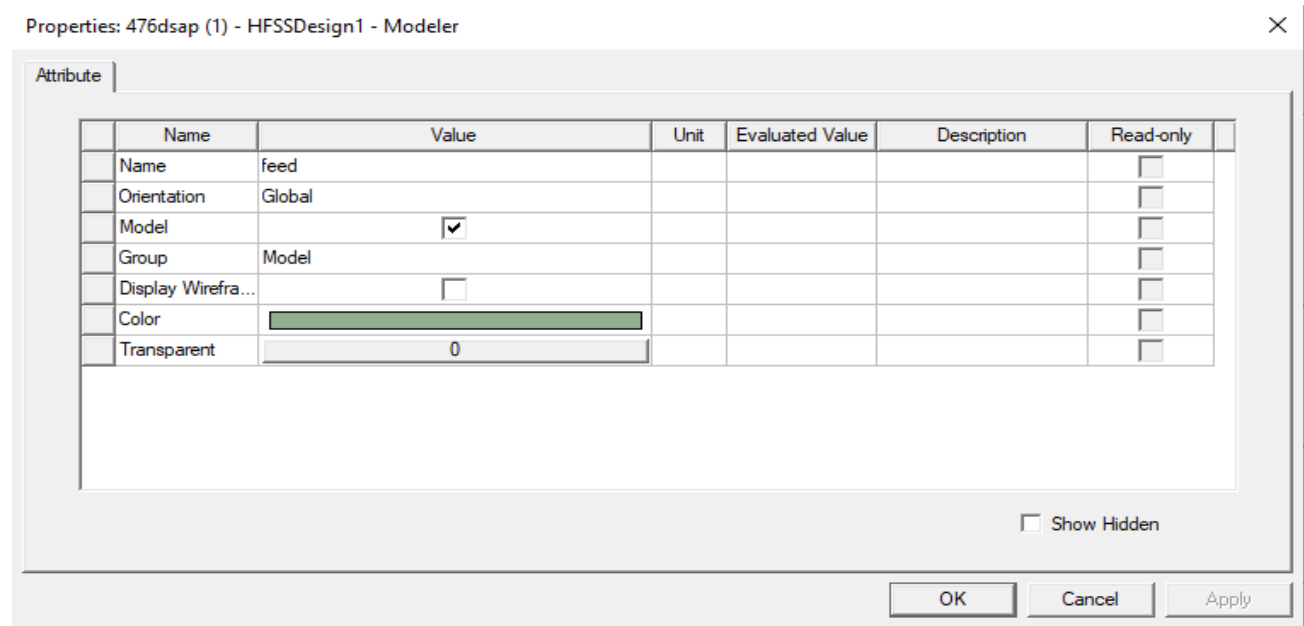 Properties: 476dsap (1) - HFSSDesign1 - Modeler
Attribute
Name Value Unit Evaluated Value Description Read-only
Name feed
Orientation Global
Model
Group Model
Display Wirefra...
Color
Transparent 0
Show Hidden
OK Cancel Apply